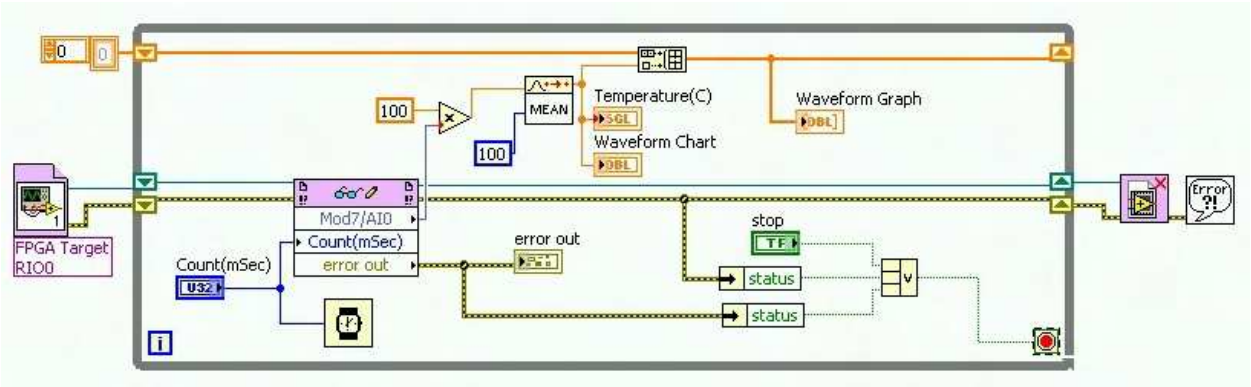 0
0
100
MEAN
Temperature(C)
SGL
Waveform Graph
DBL
Waveform Chart
DBL
100
1
FPGA Target
RIO0
Mod7/AI0
Count(mSec)
error out
Count(mSec)
U32
error out
stop
TF
status
status
V
i
Error
?!